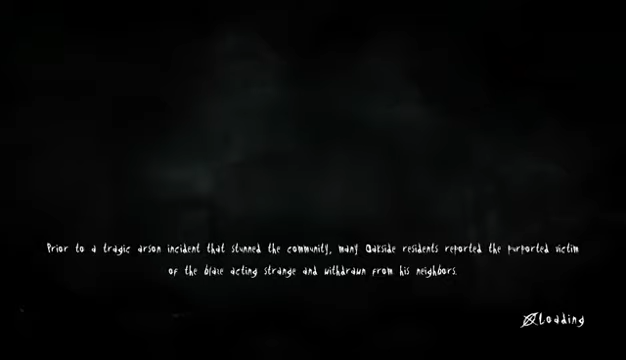 Prior to a tragic arson incident that stunned the community, many Oakside residents reported the purported victim
of the blaze acting strange and withdrawn from his neighbors.
Loading